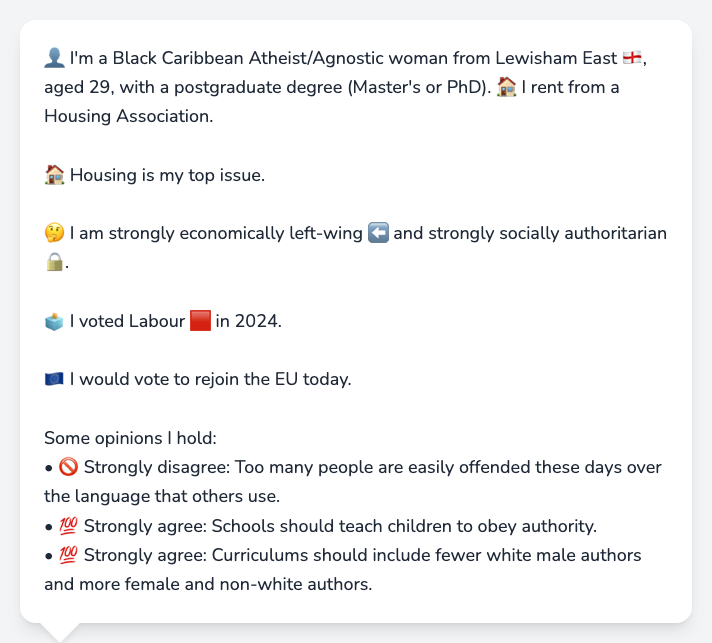 👤 I'm a Black Caribbean Atheist/Agnostic woman from Lewisham East 🏴󠁧󠁢󠁥󠁮󠁧󠁿,
aged 29, with a postgraduate degree (Master's or PhD). 🏠 I rent from a
Housing Association.
🏠 Housing is my top issue.
🤔 I am strongly economically left-wing ⬅️ and strongly socially authoritarian
🔒.
🗳️ I voted Labour 🟥 in 2024.
🇪🇺 I would vote to rejoin the EU today.
Some opinions I hold:
• 🚫 Strongly disagree: Too many people are easily offended these days over
the language that others use.
• 💯 Strongly agree: Schools should teach children to obey authority.
• 💯 Strongly agree: Curriculums should include fewer white male authors
and more female and non-white authors.